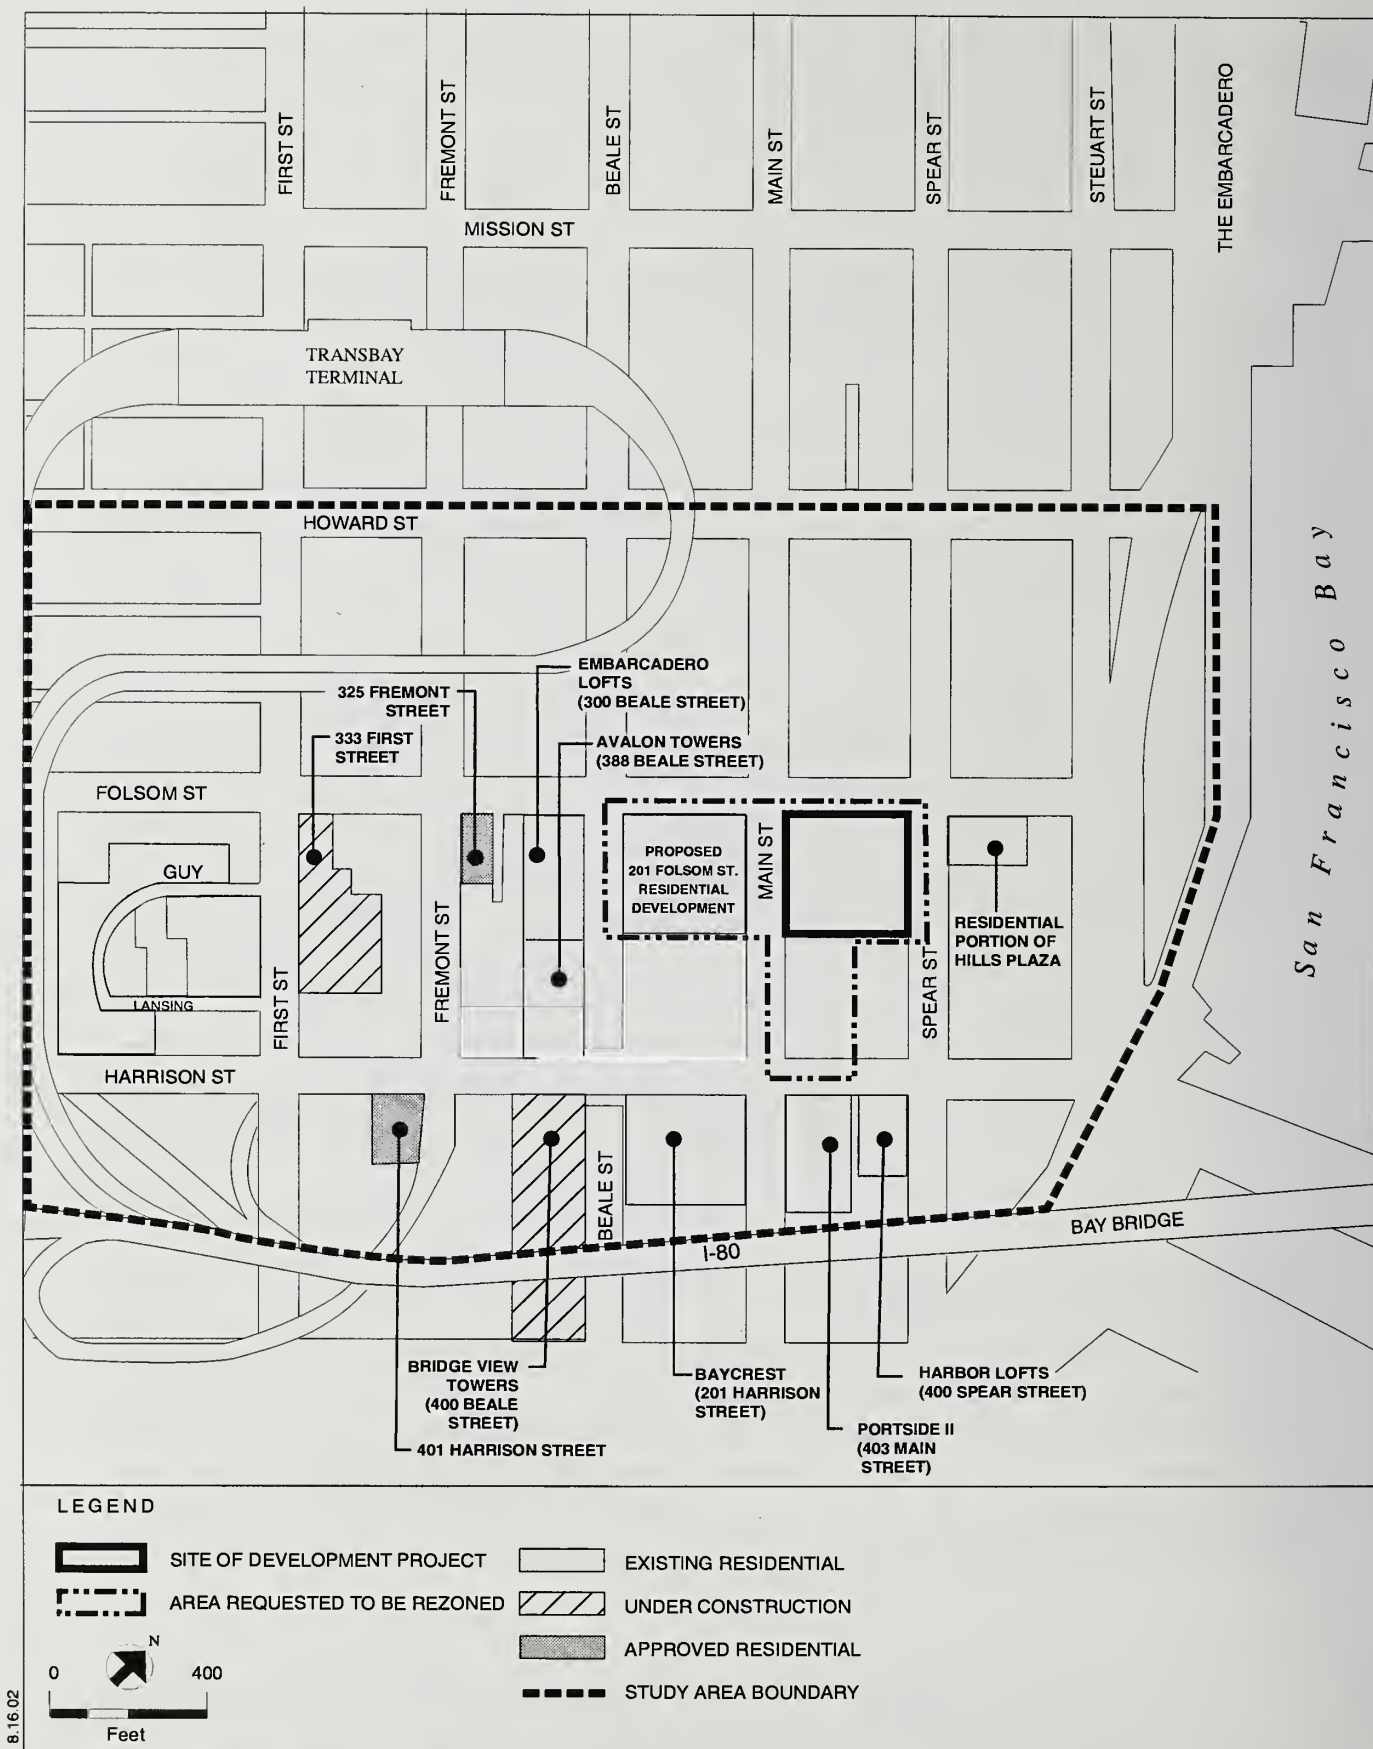 FIRST ST
FREMONT ST
BEALE ST
MAIN ST
SPEAR ST
STEUART ST
THE EMBARCADERO
MISSION ST
TRANSBAY
TERMINAL
HOWARD ST
San Francisco Bay
EMBARCADERO
LOFTS
(300 BEALE STREET)
325 FREMONT
STREET
333 FIRST
STREET
AVALON TOWERS
(388 BEALE STREET)
FOLSOM ST
GUY
PROPOSED
201 FOLSOM ST.
RESIDENTIAL
DEVELOPMENT
MAIN ST
RESIDENTIAL
PORTION OF
HILLS PLAZA
FREMONT ST
FIRST ST
SPEAR ST
LANSING
HARRISON ST
BEALE ST
I-80
BAY BRIDGE
BRIDGE VIEW
TOWERS
(400 BEALE
STREET)
401 HARRISON STREET
BAYCREST
(201 HARRISON
STREET)
HARBOR LOFTS
(400 SPEAR STREET)
PORTSIDE II
(403 MAIN
STREET)
LEGEND
SITE OF DEVELOPMENT PROJECT
AREA REQUESTED TO BE REZONED
EXISTING RESIDENTIAL
UNDER CONSTRUCTION
APPROVED RESIDENTIAL
STUDY AREA BOUNDARY
N
0 400
Feet
8.16.02